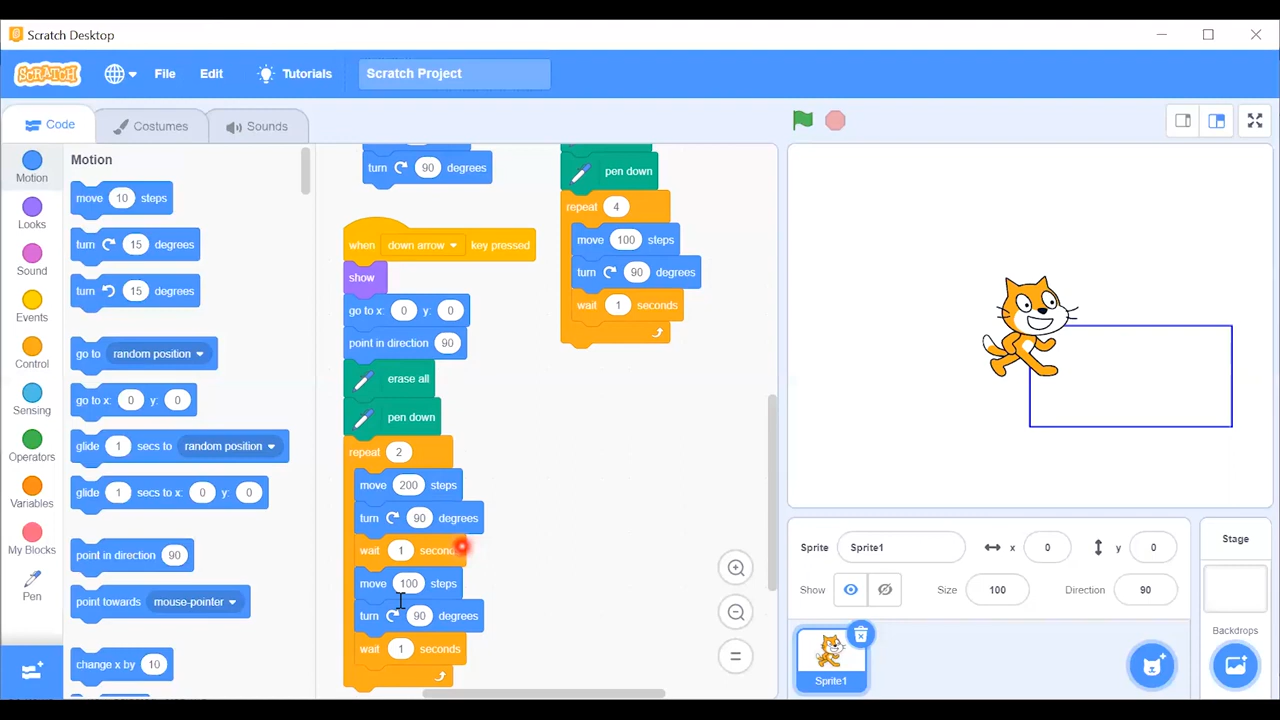 Scratch Desktop
SCRATCH File Edit Tutorials Scratch Project
Code Costumes Sounds
Motion
Looks
Sound
Events
Control
Sensing
Operators
Variables
My Blocks
Pen
Motion
move 10 steps
turn 15 degrees
turn 15 degrees
go to random position
go to x: 0 y: 0
glide 1 secs to random position
glide 1 secs to x: 0 y: 0
point in direction 90
point towards mouse-pointer
change x by 10
turn 90 degrees
when down arrow key pressed
show
go to x: 0 y: 0
point in direction 90
erase all
pen down
repeat 2
move 200 steps
turn 90 degrees
wait 1
move 100 steps
turn 90 degrees
wait 1 seconds
pen down
repeat 4
move 100 steps
turn 90 degrees
wait 1 seconds
Sprite Sprite1 x 0 y 0
Show Size 100 Direction 90
Sprite1
Stage
Backdrops